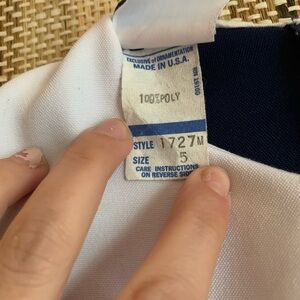 EXCLUSIVE OF ORNAMENTATION
MADE IN U.S.A.
100%POLY
STYLE 1727M
SIZE 5
CARE INSTRUCTIONS
ON REVERSE SIDE